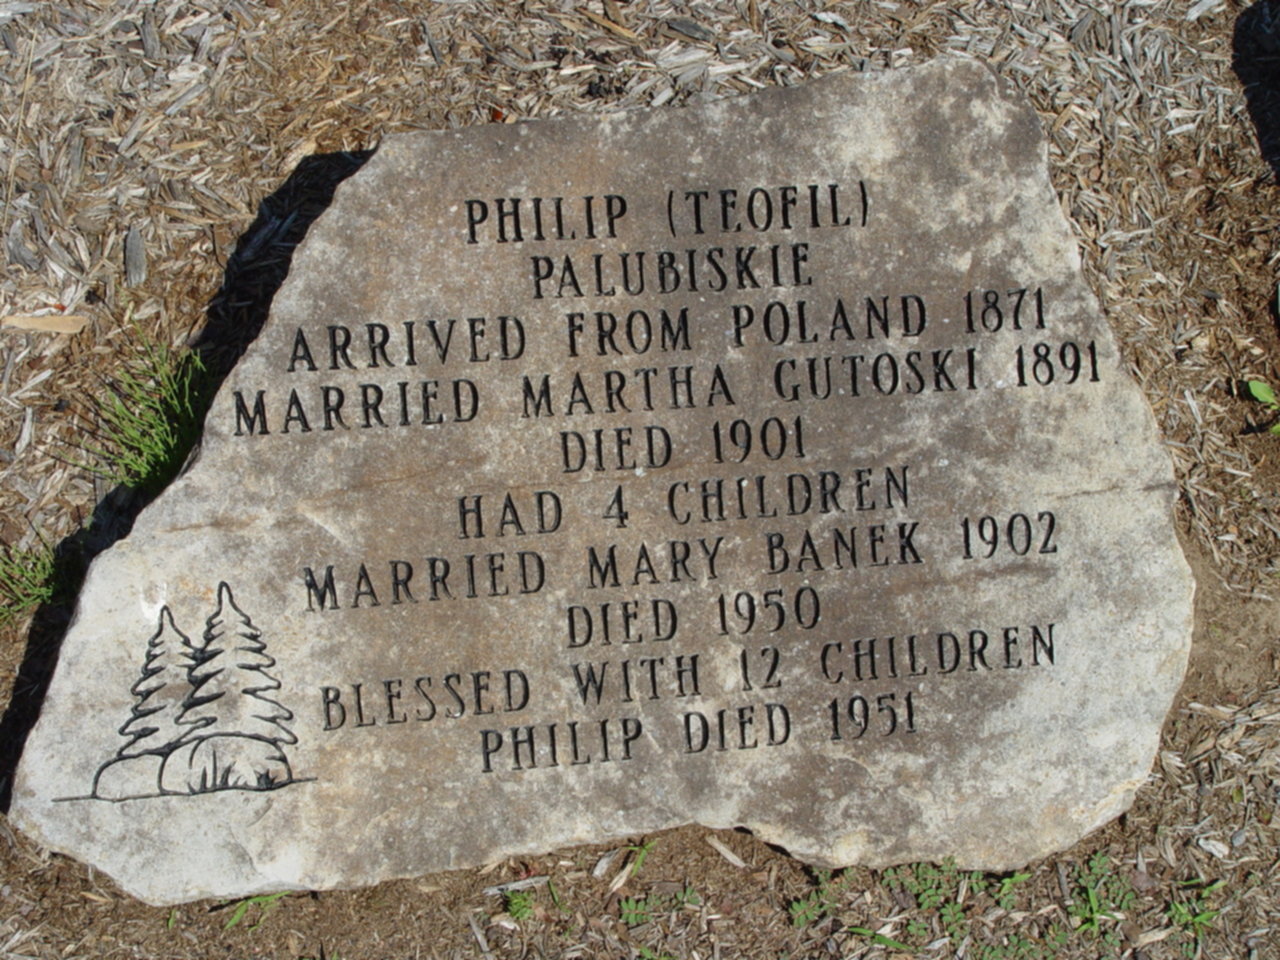 PHILIP (TEOFIL)
PALUBISKIE
ARRIVED FROM POLAND 1871
MARRIED MARTHA GUTOSKI 1891
DIED 1901
HAD 4 CHILDREN
MARRIED MARY BANEK 1902
DIED 1950
BLESSED WITH 12 CHILDREN
PHILIP DIED 1951